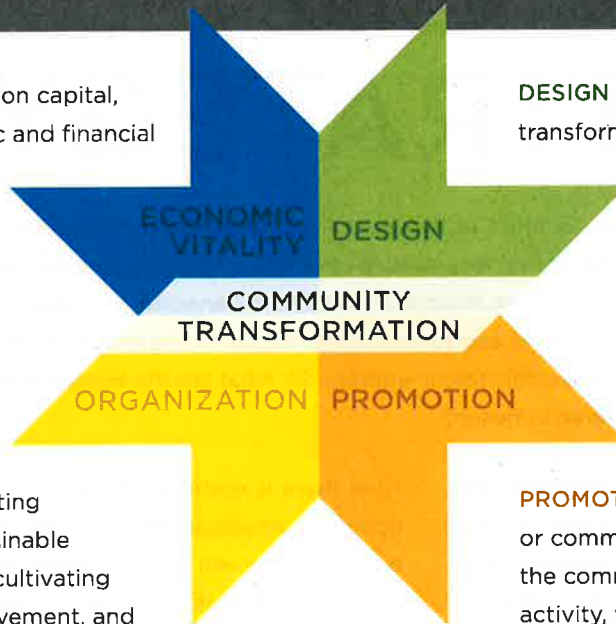 on capital,
c and financial
DESIGN
transform
ECONOMIC
VITALITY
DESIGN
COMMUNITY
TRANSFORMATION
ORGANIZATION
PROMOTION
ting
inable
cultivating
vement, and
PROMOT
or comm
the comm
activity,